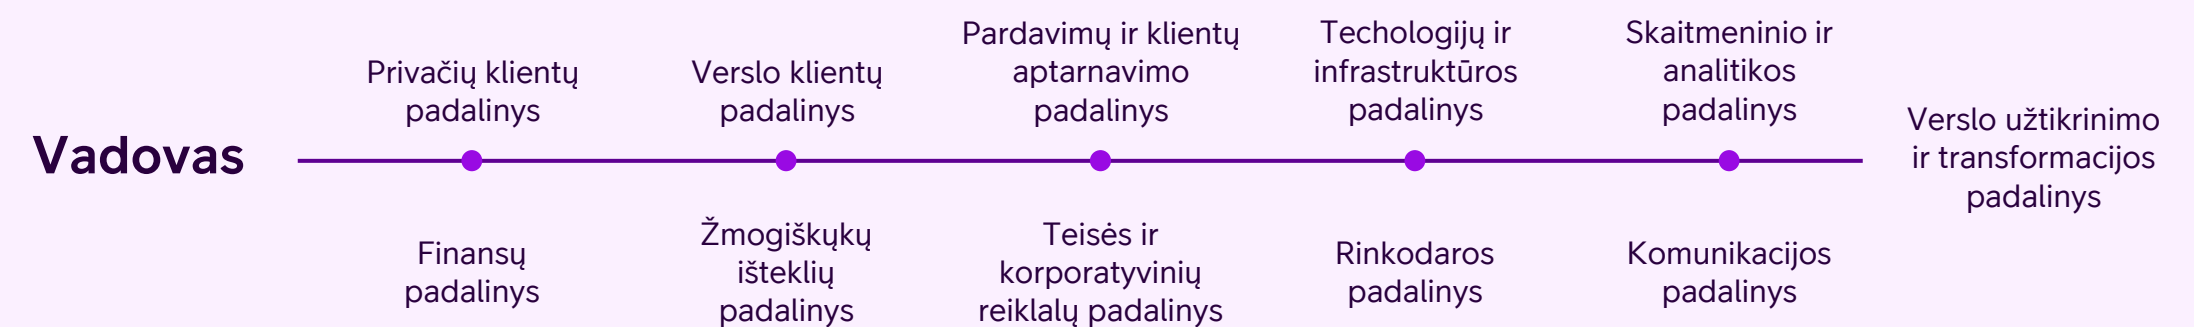 Vadovas
Privačių klientų
padalinys
Verslo klientų
padalinys
Pardavimų ir klientų
aptarnavimo
padalinys
Techologijų ir
infrastruktūros
padalinys
Skaitmeninio ir
analitikos
padalinys
Verslo užtikrinimo
ir transformacijos
padalinys
Finansų
padalinys
Žmogiškųkų
išteklių
padalinys
Teisės ir
korporatyvinių
reiklalų padalinys
Rinkodaros
padalinys
Komunikacijos
padalinys